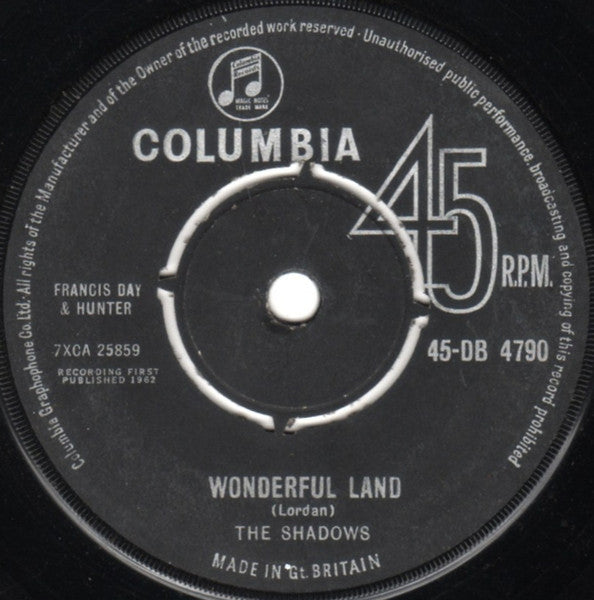 Columbia Graphophone Co. Ltd. · All rights of the Manufacturer and of the Owner of the recorded work reserved · Unauthorised public performance, broadcasting and copying of this record prohibited
Columbia
Records
MAGIC NOTES
TRADE MARK
COLUMBIA
45
R.P.M.
FRANCIS DAY
& HUNTER
7XCA 25859
RECORDING FIRST
PUBLISHED 1962
45-DB 4790
WONDERFUL LAND
(Lordan)
THE SHADOWS
MADE IN Gt. BRITAIN